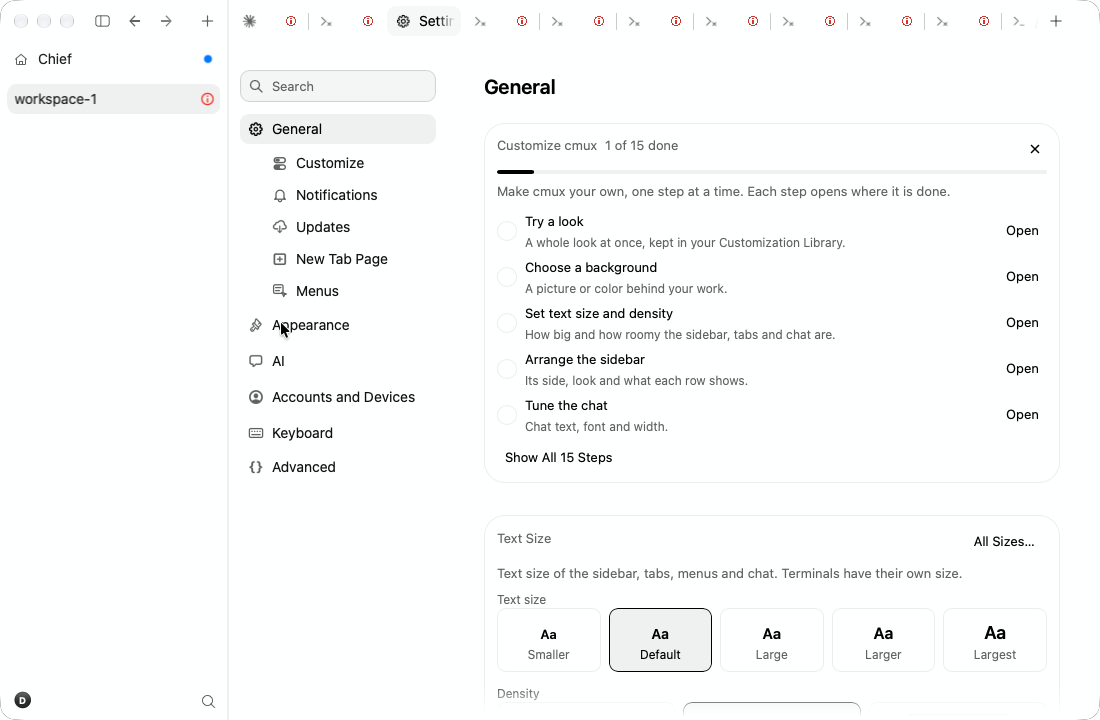 Settin
Chief
workspace-1
D
Search
General
Customize
Notifications
Updates
New Tab Page
Menus
Appearance
AI
Accounts and Devices
Keyboard
Advanced
General
Customize cmux 1 of 15 done
Make cmux your own, one step at a time. Each step opens where it is done.
Try a look
A whole look at once, kept in your Customization Library.
Open
Choose a background
A picture or color behind your work.
Open
Set text size and density
How big and how roomy the sidebar, tabs and chat are.
Open
Arrange the sidebar
Its side, look and what each row shows.
Open
Tune the chat
Chat text, font and width.
Open
Show All 15 Steps
Text Size
All Sizes...
Text size of the sidebar, tabs, menus and chat. Terminals have their own size.
Text size
Aa Aa Aa Aa Aa
Smaller Default Large Larger Largest
Density